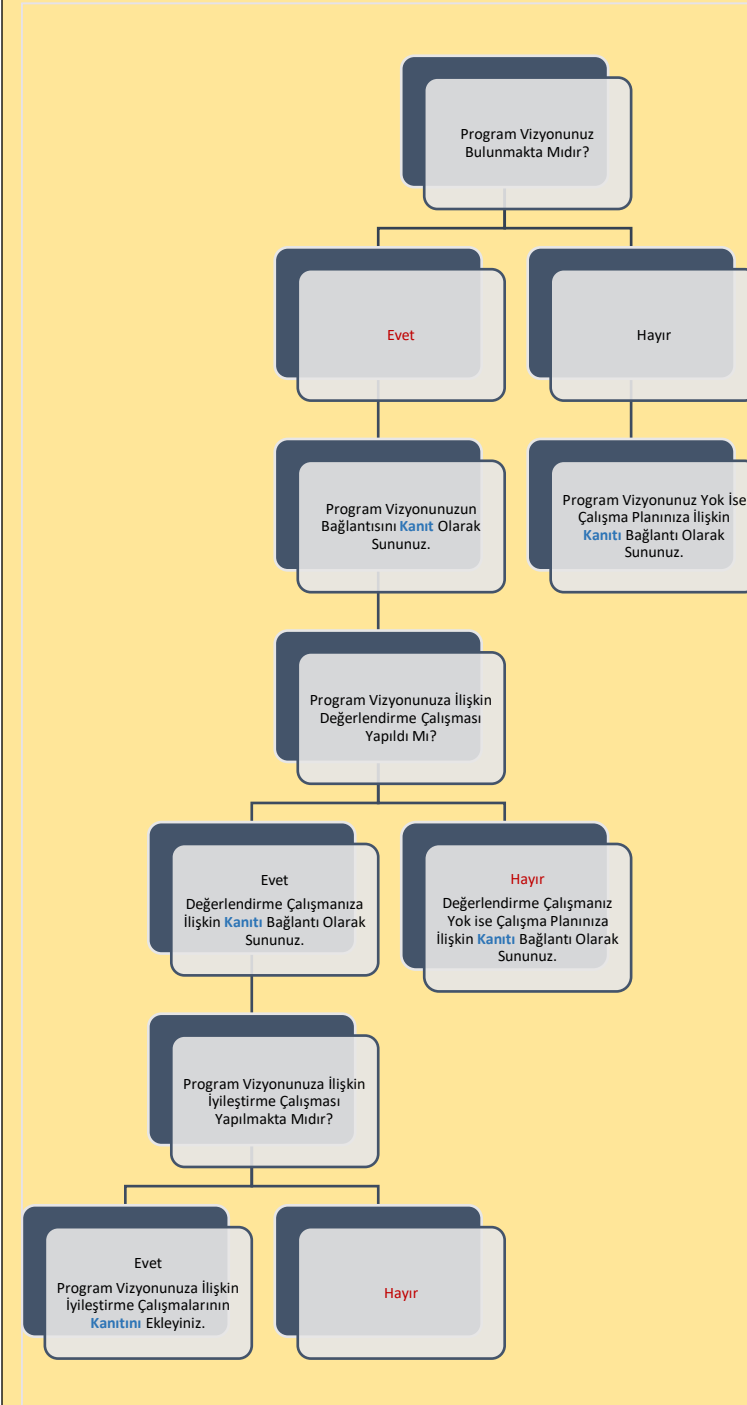 Program Vizyonunuz
Bulunmakta Mıdır?
Evet
Hayır
Program Vizyonunuzun
Bağlantısını Kanıt Olarak
Sununuz.
Program Vizyonunuz Yok İse
Çalışma Planınıza İlişkin
Kanıtı Bağlantı Olarak
Sununuz.
Program Vizyonunuza İlişkin
Değerlendirme Çalışması
Yapıldı Mı?
Evet
Değerlendirme Çalışmanıza
İlişkin Kanıtı Bağlantı Olarak
Sununuz.
Hayır
Değerlendirme Çalışmanız
Yok ise Çalışma Planınıza
İlişkin Kanıtı Bağlantı Olarak
Sununuz.
Program Vizyonunuza İlişkin
İyileştirme Çalışması
Yapılmakta Mıdır?
Evet
Program Vizyonunuza İlişkin
İyileştirme Çalışmalarının
Kanıtını Ekleyiniz.
Hayır